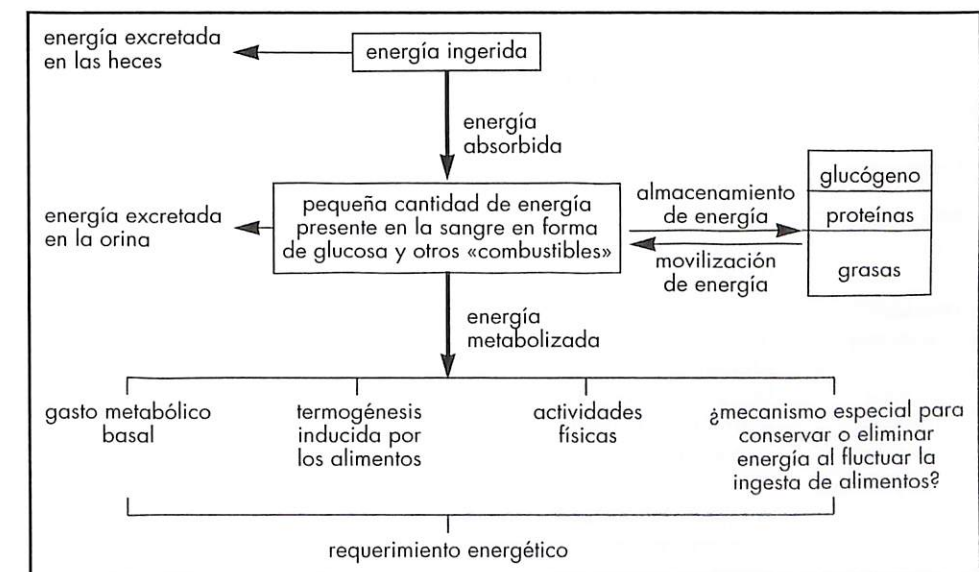 energía excretada
en las heces
energía ingerida
energía
absorbida
energía excretada
en la orina
pequeña cantidad de energía
presente en la sangre en forma
de glucosa y otros «combustibles»
almacenamiento
de energía
movilización
de energía
glucógeno
proteínas
grasas
energía
metabolizada
gasto metabólico
basal
termogénesis
inducida por
los alimentos
actividades
físicas
¿mecanismo especial para
conservar o eliminar
energía al fluctuar la
ingesta de alimentos?
requerimiento energético